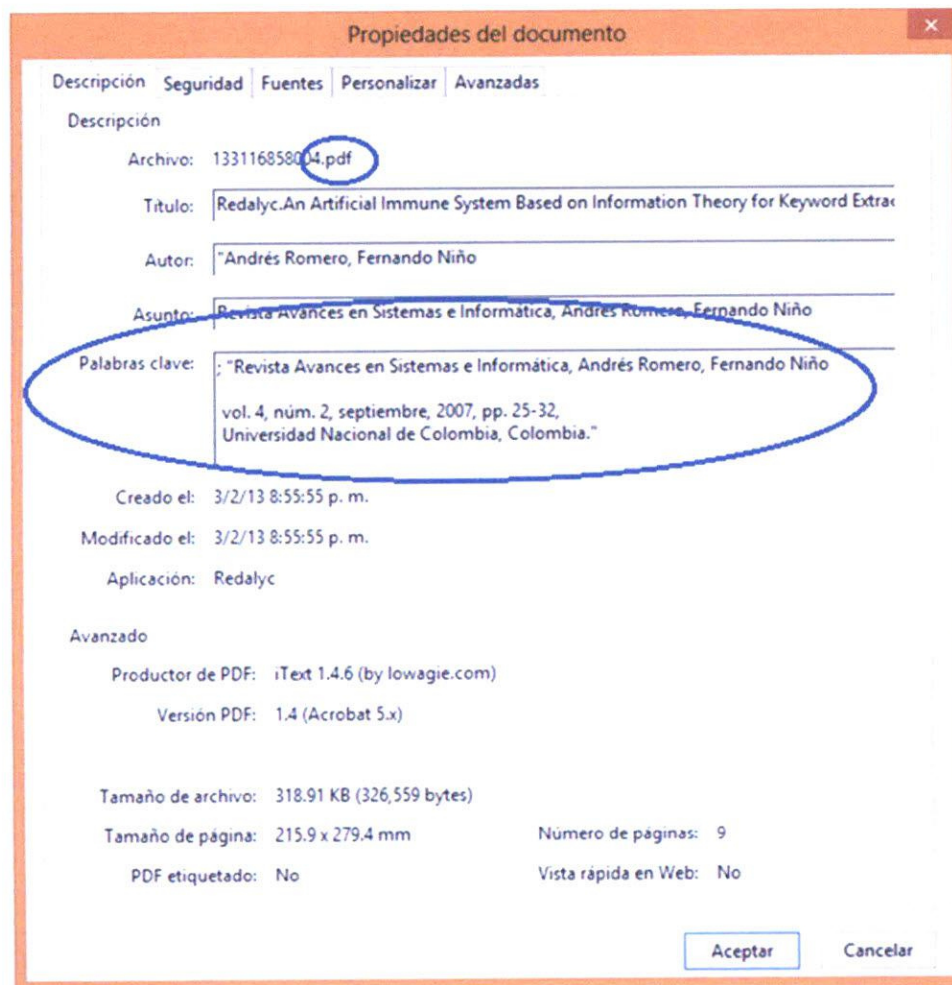 Propiedades del documento
Descripción Seguridad Fuentes Personalizar Avanzadas
Descripción
Archivo: 133116858004.pdf
Título: Redalyc.An Artificial Immune System Based on Information Theory for Keyword Extrac
Autor: "Andrés Romero, Fernando Niño
Asunto: Revista Avances en Sistemas e Informática, Andrés Romero, Fernando Niño
Palabras clave: ; "Revista Avances en Sistemas e Informática, Andrés Romero, Fernando Niño
vol. 4, núm. 2, septiembre, 2007, pp. 25-32,
Universidad Nacional de Colombia, Colombia."
Creado el: 3/2/13 8:55:55 p. m.
Modificado el: 3/2/13 8:55:55 p. m.
Aplicación: Redalyc
Avanzado
Productor de PDF: iText 1.4.6 (by lowagie.com)
Versión PDF: 1.4 (Acrobat 5.x)
Tamaño de archivo: 318.91 KB (326,559 bytes)
Tamaño de página: 215.9 x 279.4 mm Número de páginas: 9
PDF etiquetado: No Vista rápida en Web: No
Aceptar Cancelar